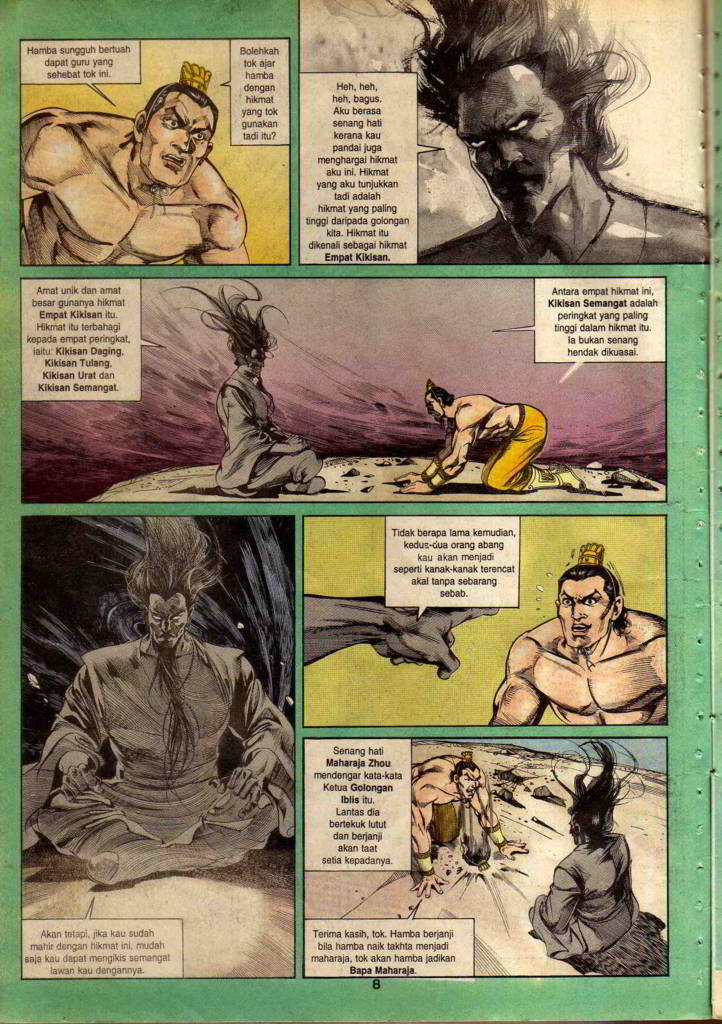 Hamba sungguh bertuah
dapat guru yang
sehebat tok ini.
Bolehkah
tok ajar
hamba
dengan
hikmat
yang tok
gunakan
tadi itu?
Heh, heh,
heh, bagus.
Aku berasa
senang hati
kerana kau
pandai juga
menghargai hikmat
aku ini. Hikmat
yang aku tunjukkan
tadi adalah
hikmat yang paling
tinggi daripada golongan
kita. Hikmat itu
dikenali sebagai hikmat
Empat Kikisan.
Amat unik dan amat
besar gunanya hikmat
Empat Kikisan itu.
Hikmat itu terbahagi
kepada empat peringkat,
iaitu: Kikisan Daging,
Kikisan Tulang,
Kikisan Urat dan
Kikisan Semangat.
Antara empat hikmat ini,
Kikisan Semangat adalah
peringkat yang paling
tinggi dalam hikmat itu.
Ia bukan senang
hendak dikuasai.
Akan tetapi, jika kau sudah
mahir dengan hikmat ini, mudah
saja kau dapat mengikis semangat
lawan kau dengannya.
Tidak berapa lama kemudian,
kedua-dua orang abang
kau akan menjadi
seperti kanak-kanak terencat
akal tanpa sebarang
sebab.
Senang hati
Maharaja Zhou
mendengar kata-kata
Ketua Golongan
Iblis itu.
Lantas dia
bertekuk lutut
dan berjanji
akan taat
setia kepadanya.
Terima kasih, tok. Hamba berjanji
bila hamba naik takhta menjadi
maharaja, tok akan hamba jadikan
Bapa Maharaja.
8